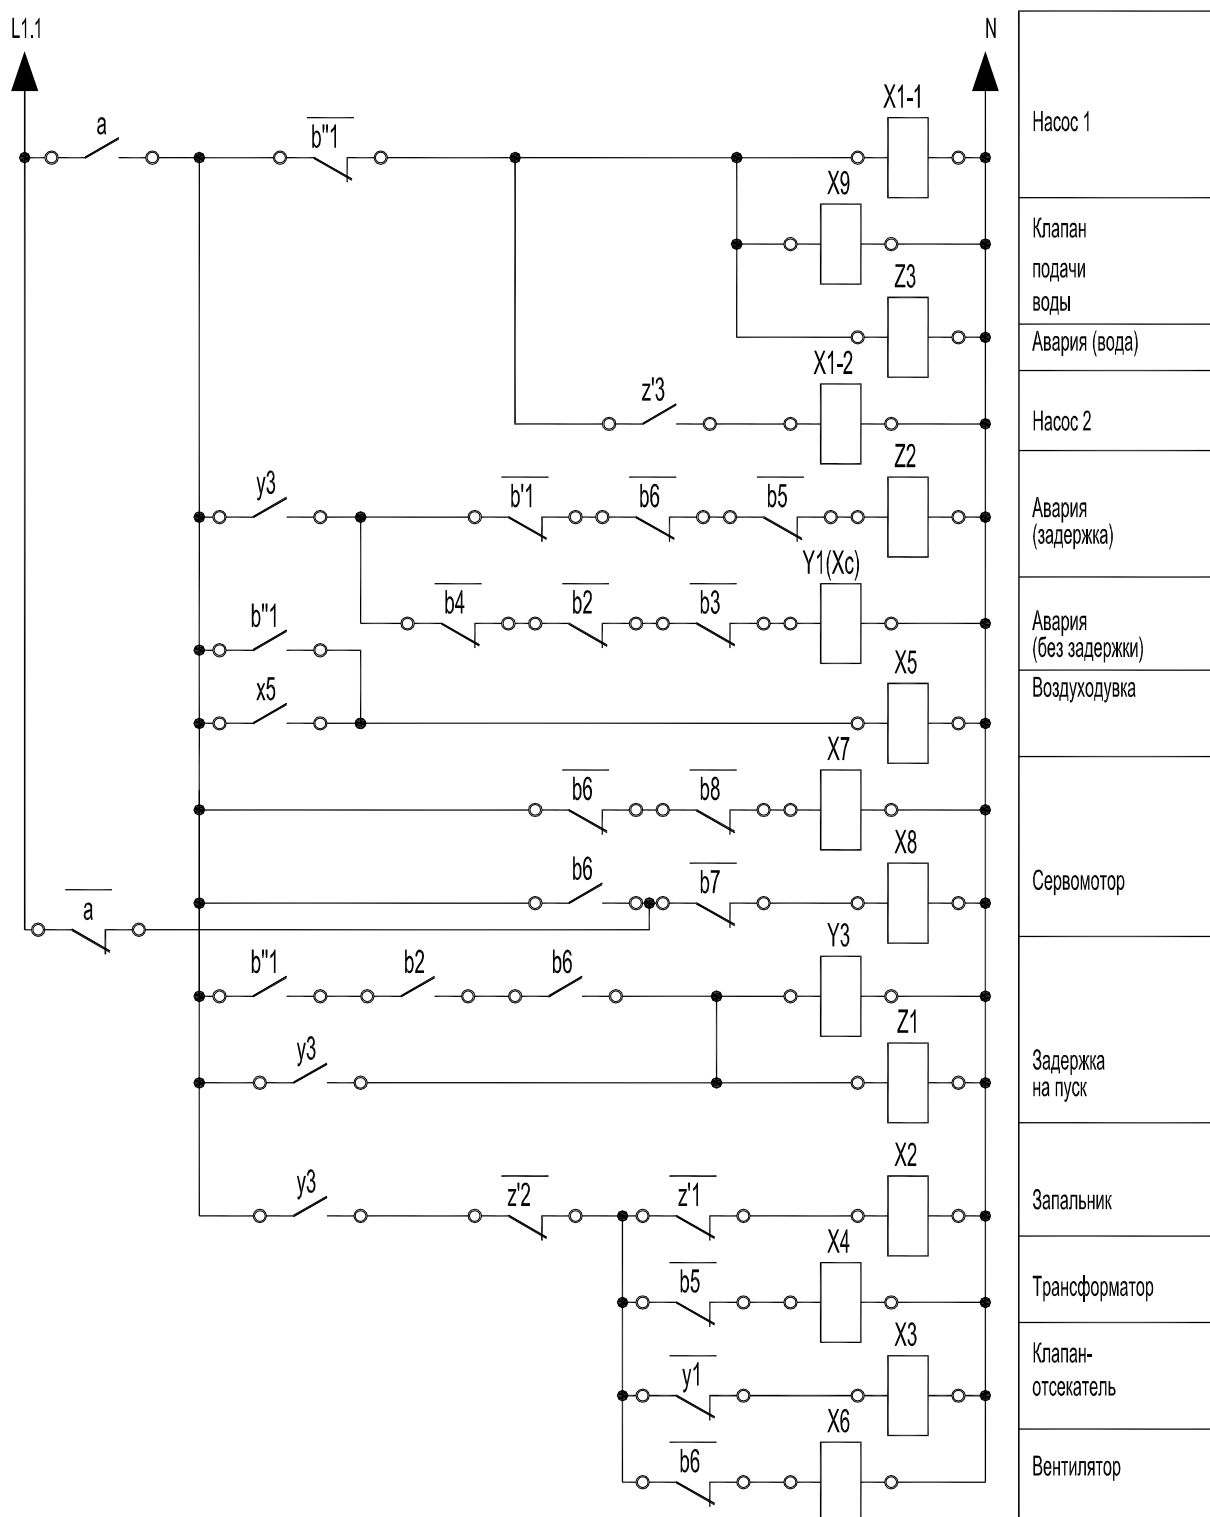 L1.1
N
a
b"1
X1-1
Насос 1
X9
Клапан
подачи
воды
Z3
Авария (вода)
z'3
X1-2
Насос 2
y3
b'1
b6
b5
Z2
Авария
(задержка)
b4
b2
b3
Y1(Xc)
Авария
(без задержки)
b"1
x5
X5
Воздуходувка
b6
b8
X7
b6
b7
X8
Сервомотор
a
b"1
b2
b6
Y3
y3
Z1
Задержка
на пуск
y3
z'2
z'1
X2
Запальник
b5
X4
Трансформатор
y1
X3
Клапан-
отсекатель
b6
X6
Вентилятор